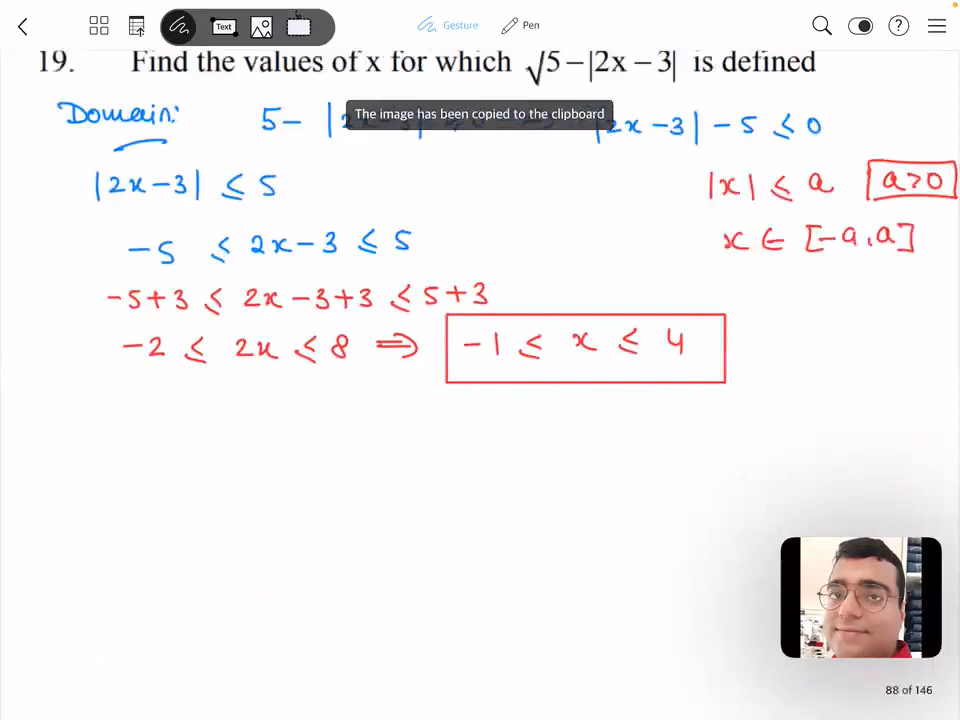 Text
Gesture
Pen
19. Find the values of x for which √5−|2x−3| is defined
The image has been copied to the clipboard
Domain: 5− |2x−3| − 5 ≤ 0
|2x−3| ≤ 5
|x| ≤ a a>0
−5 ≤ 2x−3 ≤ 5
x ∈ [−a,a]
−5+3 ≤ 2x−3+3 ≤ 5+3
−2 ≤ 2x ≤ 8 ⇒ −1 ≤ x ≤ 4
88 of 146